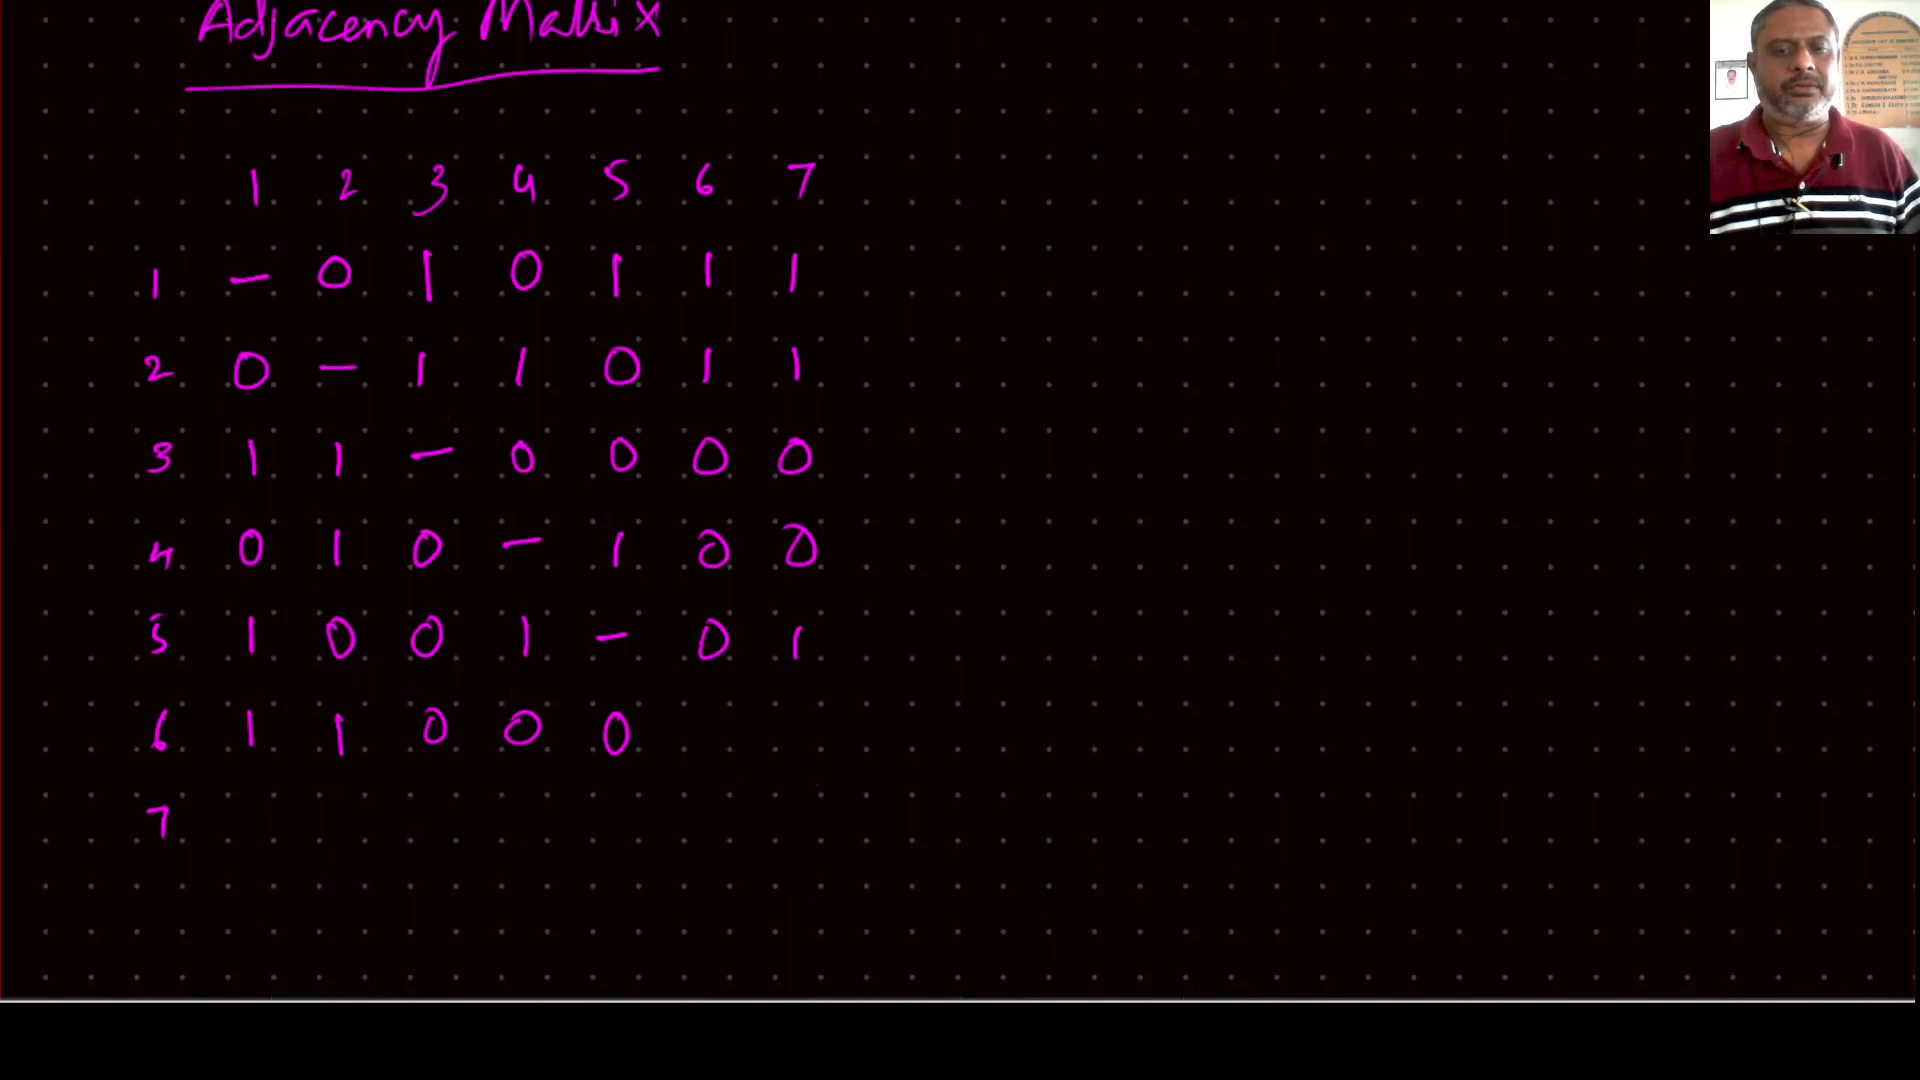 Adjacency Matrix
1 2 3 4 5 6 7
1 - 0 1 0 1 1 1
2 0 - 1 1 0 1 1
3 1 1 - 0 0 0 0
4 0 1 0 - 1 0 0
5 1 0 0 1 - 0 1
6 1 1 0 0 0
7